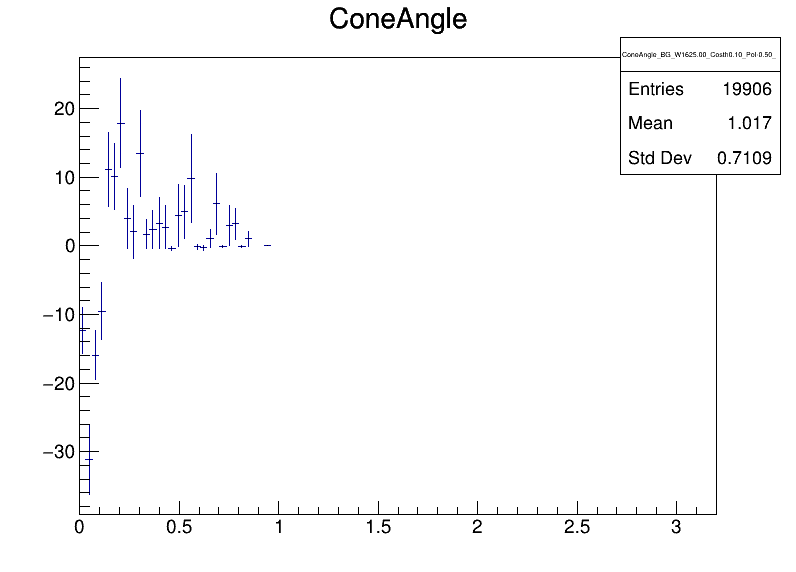 ConeAngle
ConeAngle_BG_W1625.00_Costh0.10_Pol-0.50_
Entries 19906
Mean 1.017
Std Dev 0.7109
20
10
0
−10
−20
−30
0 0.5 1 1.5 2 2.5 3